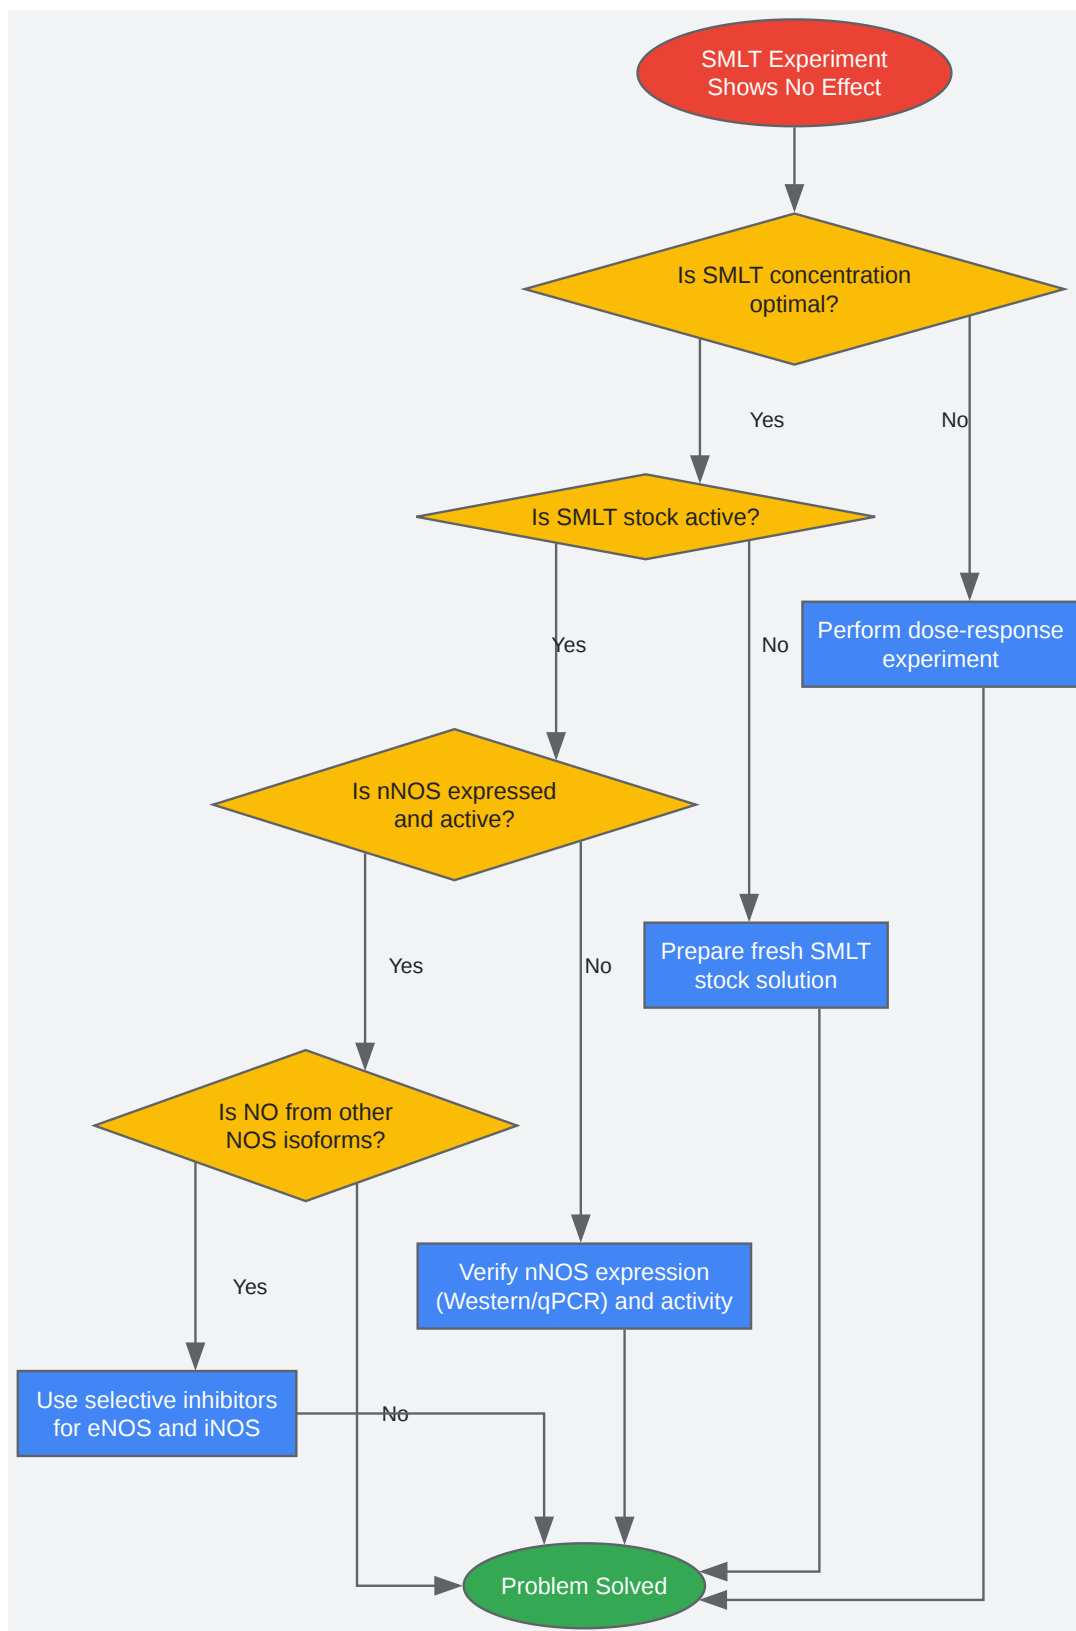 SMLT Experiment
Shows No Effect
Is SMLT concentration
optimal?
Yes
No
Is SMLT stock active?
Yes
No
Perform dose-response
experiment
Is nNOS expressed
and active?
Yes
No
Prepare fresh SMLT
stock solution
Is NO from other
NOS isoforms?
Yes
Verify nNOS expression
(Western/qPCR) and activity
Use selective inhibitors
for eNOS and iNOS
No
Problem Solved